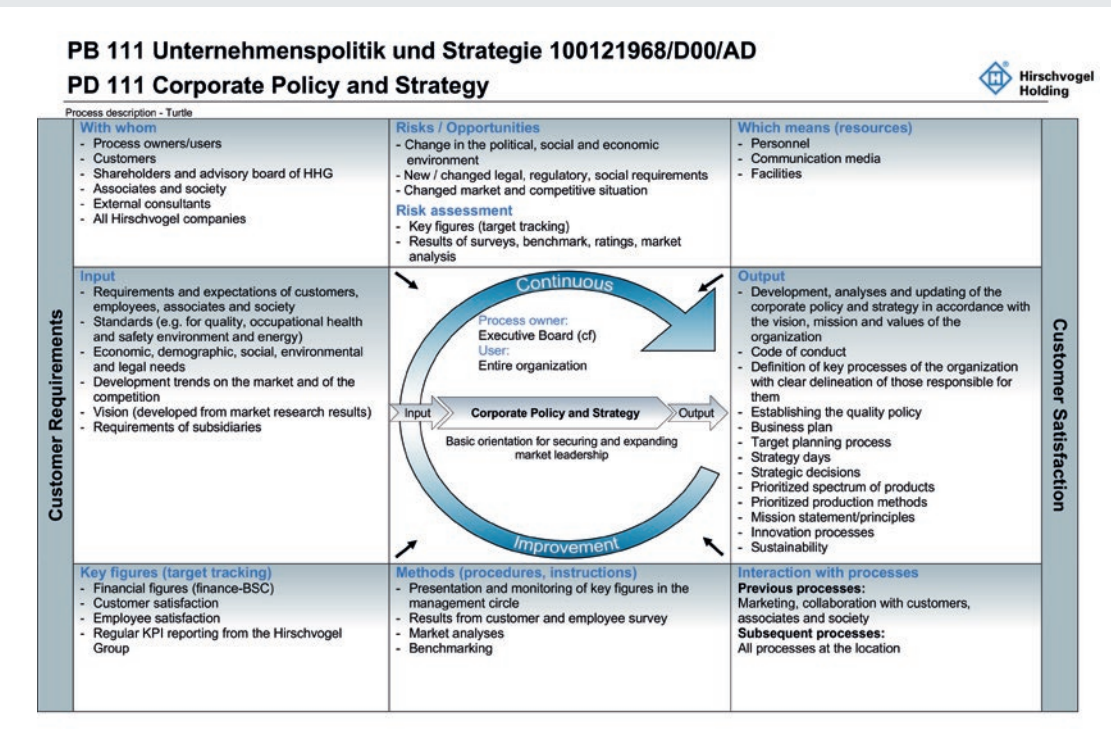 PB 111 Unternehmenspolitik und Strategie 100121968/D00/AD
PD 111 Corporate Policy and Strategy
Hirschvogel
Holding
Process description - Turtle
Customer Requirements
With whom
- Process owners/users
- Customers
- Shareholders and advisory board of HHG
- Associates and society
- External consultants
- All Hirschvogel companies
Risks / Opportunities
- Change in the political, social and economic
environment
- New / changed legal, regulatory, social requirements
- Changed market and competitive situation
Risk assessment
- Key figures (target tracking)
- Results of surveys, benchmark, ratings, market
analysis
Which means (resources)
- Personnel
- Communication media
- Facilities
Input
- Requirements and expectations of customers,
employees, associates and society
- Standards (e.g. for quality, occupational health
and safety environment and energy)
- Economic, demographic, social, environmental
and legal needs
- Development trends on the market and of the
competition
- Vision (developed from market research results)
- Requirements of subsidiaries
Continuous
Process owner:
Executive Board (cf)
User:
Entire organization
Input
Corporate Policy and Strategy
Output
Basic orientation for securing and expanding
market leadership
Improvement
Output
- Development, analyses and updating of the
corporate policy and strategy in accordance with
the vision, mission and values of the
organization
- Code of conduct
- Definition of key processes of the organization
with clear delineation of those responsible for
them
- Establishing the quality policy
- Business plan
- Target planning process
- Strategy days
- Strategic decisions
- Prioritized spectrum of products
- Prioritized production methods
- Mission statement/principles
- Innovation processes
- Sustainability
Key figures (target tracking)
- Financial figures (finance-BSC)
- Customer satisfaction
- Employee satisfaction
- Regular KPI reporting from the Hirschvogel
Group
Methods (procedures, instructions)
- Presentation and monitoring of key figures in the
management circle
- Results from customer and employee survey
- Market analyses
- Benchmarking
Interaction with processes
Previous processes:
Marketing, collaboration with customers,
associates and society
Subsequent processes:
All processes at the location
Customer Satisfaction